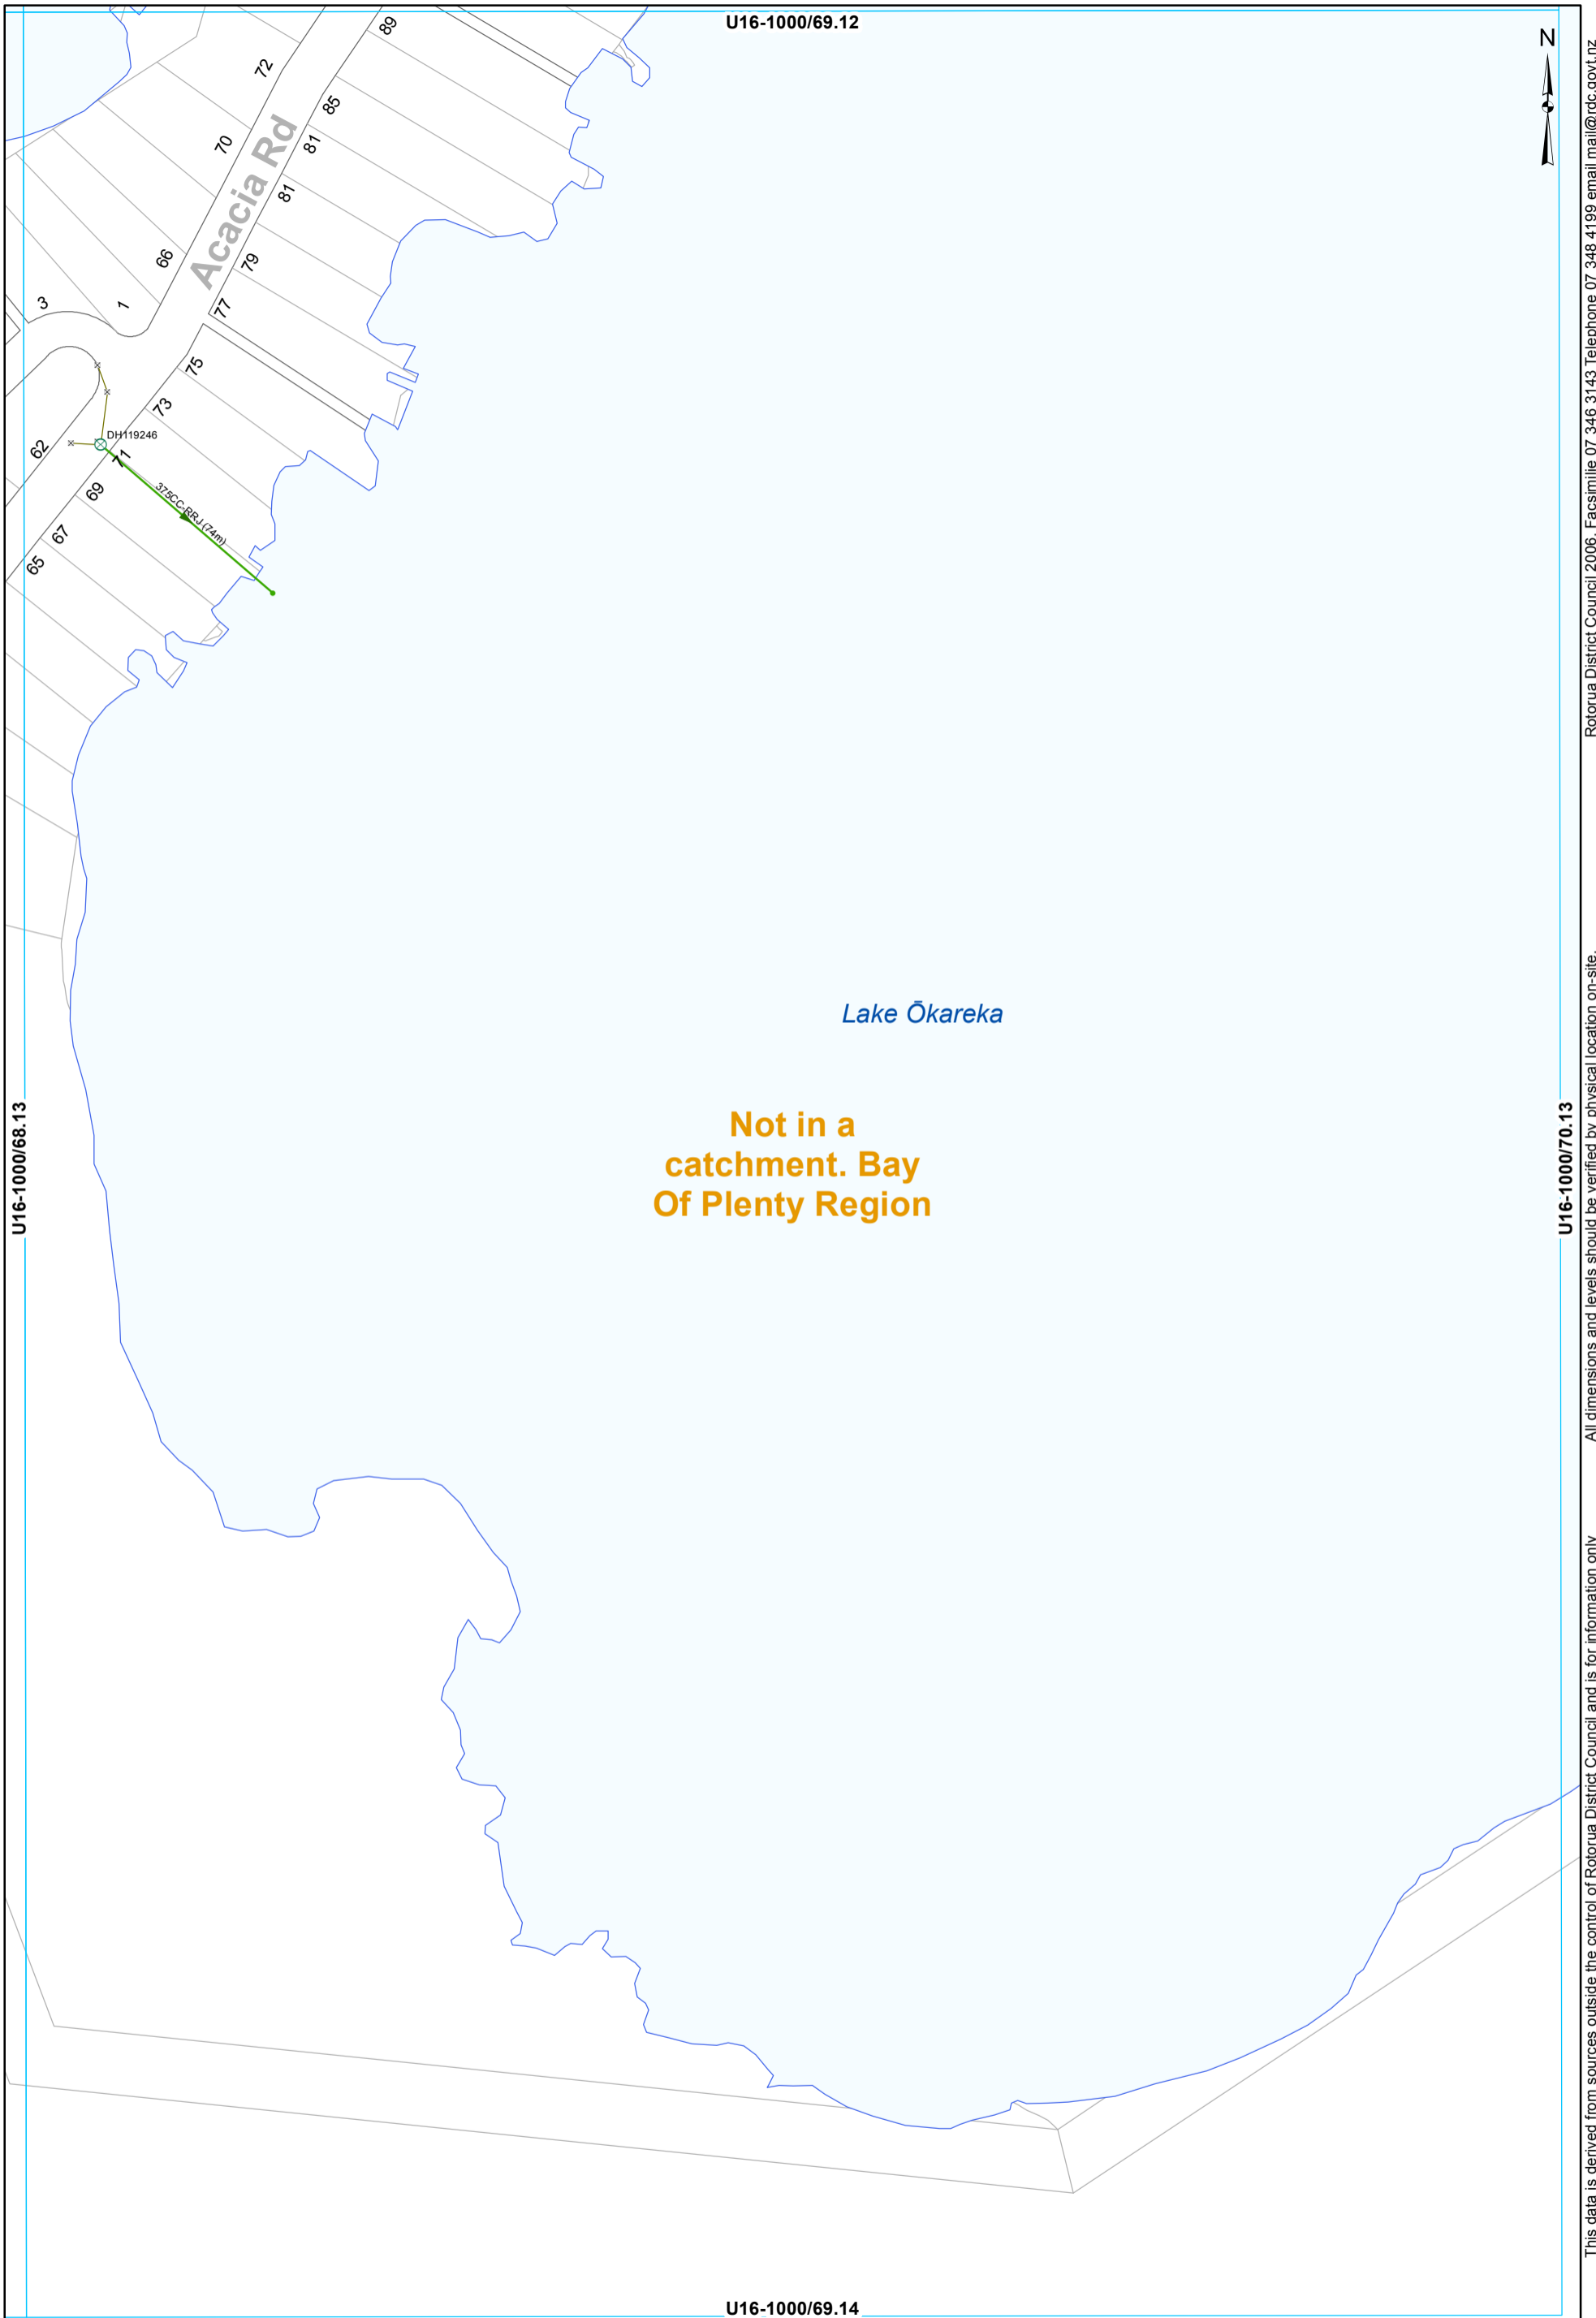 U16-1000/69.12
N
89
72
85
70
81
Acacia Rd
81
66
79
3
1
77
75
73
DH119246
62
71
375CC-RRJ (74m)
69
67
65
Lake Ōkareka
Not in a
catchment. Bay
Of Plenty Region
U16-1000/68.13
U16-1000/70.13
U16-1000/69.14
This data is derived from sources outside the control of Rotorua District Council and is for information only
All dimensions and levels should be verified by physical location on-site.
Rotorua District Council 2006. Facsimilie 07 346 3143 Telephone 07 348 4199 email mail@rdc.govt.nz